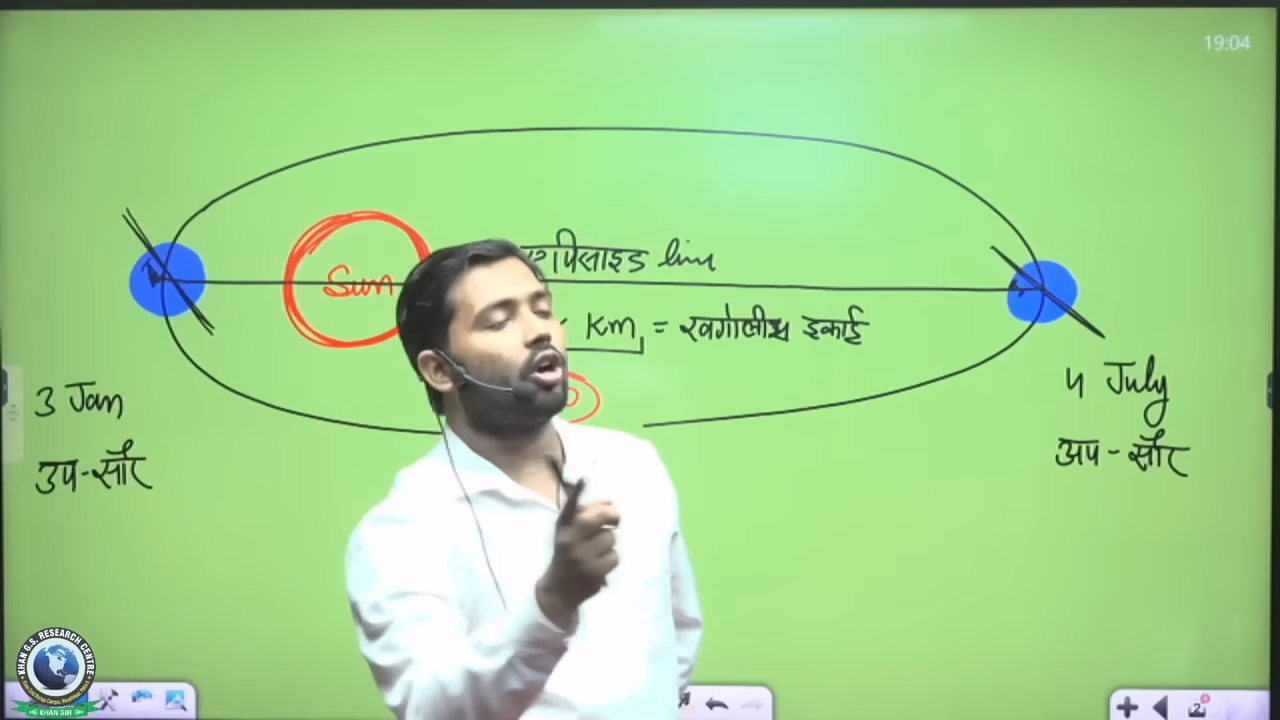 19:04
Sun
एपिसाइड line
Km = खगोलीय इकाई
3 Jan
उप-सौर
4 July
अप-सौर
KHAN G.S. RESEARCH CENTRE
KHAN SIR